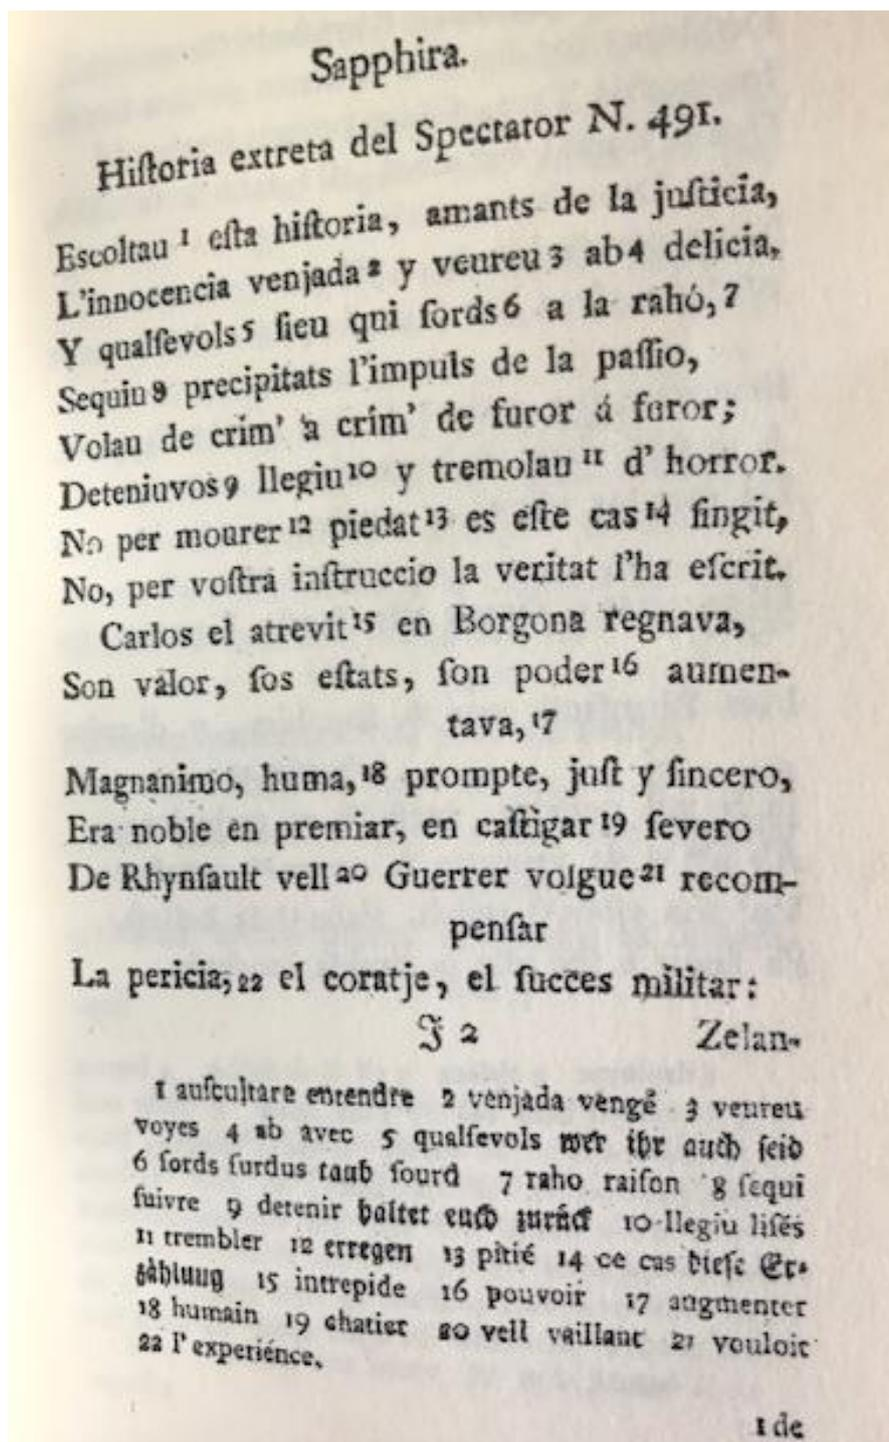 Sapphira.
Hiſtoria extreta del Spectator N. 491.
Escoltau 1 eſta hiſtoria, amants de la juſticia,
L'innocencia venjada 2 y veureu 3 ab 4 delicia,
Y qualſevols 5 ſieu qui ſords 6 a la rahó, 7
Sequiu 8 precipitats l'impuls de la paſſio,
Volau de crim' a crim' de furor á furor;
Deteniuvos 9 llegiu 10 y tremolau 11 d' horror.
No per mourer 12 piedat 13 es eſte cas 14 fingit,
No, per voſtra inſtruccio la veritat l'ha eſcrit.
Carlos el atrevit 15 en Borgona regnava,
Son valor, ſos eſtats, ſon poder 16 aumen-
tava, 17
Magnanimo, huma, 18 prompte, juſt y ſincero,
Era noble en premiar, en caſtigar 19 ſevero
De Rhynſault vell 20 Guerrer volgue 21 recom-
penſar
La pericia, 22 el coratje, el ſucces militar:
F 2 Zelan-
1 auſcultare entendre 2 venjada vengé 3 veureu
voyes 4 ab avec 5 qualſevols wer ihr auch ſeid
6 ſords ſurdus taub ſourd 7 raho raiſon 8 ſequi
ſuivre 9 detenir haltet euch zurück 10 llegiu liſés
11 trembler 12 erregen 13 pitié 14 ce cas dieſe Er-
zählung 15 intrepide 16 pouvoir 17 augmenter
18 humain 19 chatier 20 vell vaillant 21 vouloir
22 l'experiénce.
1 de